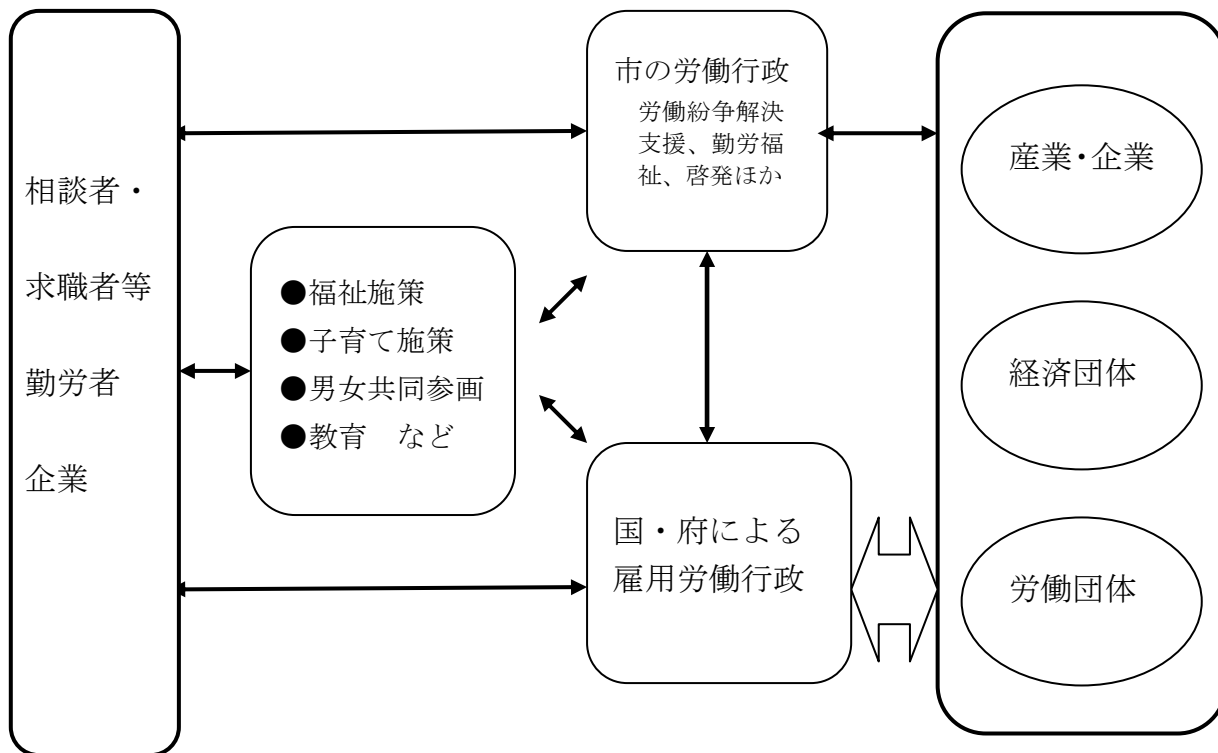 相談者・
求職者等
勤労者
企業
●福祉施策
●子育て施策
●男女共同参画
●教育　など
市の労働行政
労働紛争解決
支援、勤労福
祉、啓発ほか
国・府による
雇用労働行政
産業・企業
経済団体
労働団体